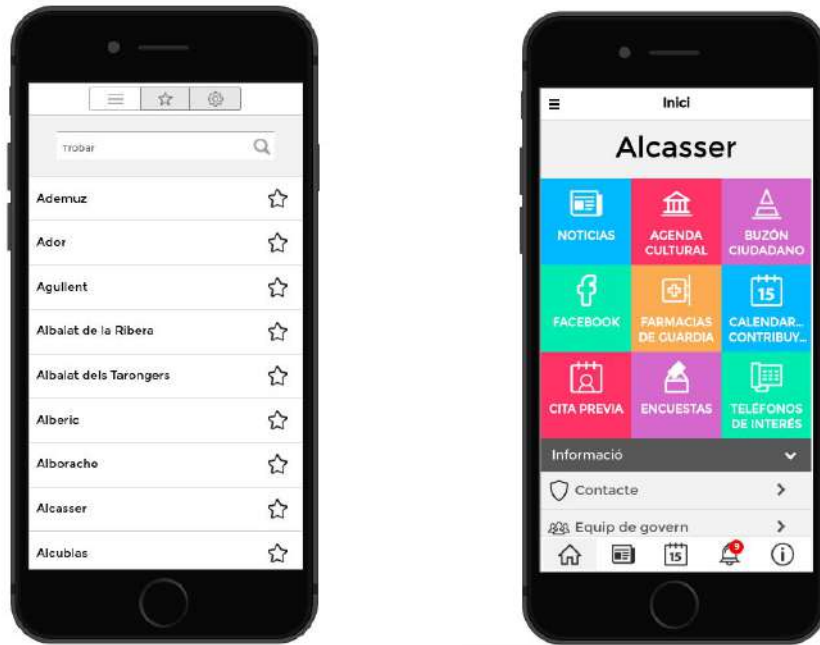 Trobar
Ademuz
Ador
Agullent
Albalat de la Ribera
Albalat dels Tarongers
Alberic
Alborache
Alcasser
Alcublas
Inici
Alcasser
NOTICIAS
AGENDA
CULTURAL
BUZÓN
CIUDADANO
FACEBOOK
FARMACIAS
DE GUARDIA
15
CALENDAR...
CONTRIBUY...
CITA PREVIA
ENCUESTAS
TELÉFONOS
DE INTERÉS
Informació
Contacte
Equip de govern
15
9